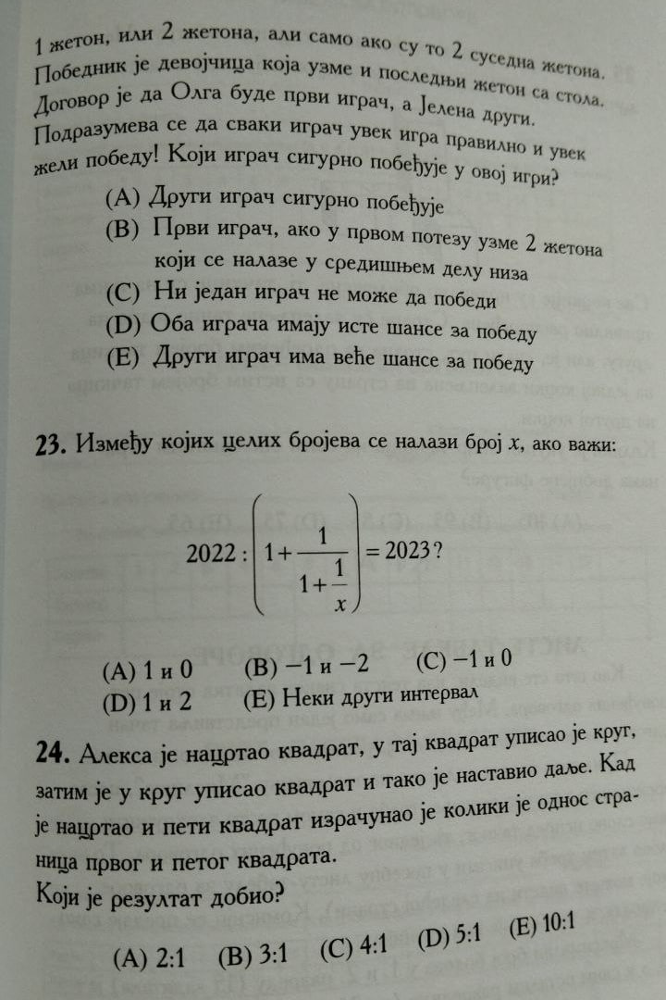 1 жетон, или 2 жетона, али само ако су то 2 суседна жетона.
Победник је девојчица која узме и последњи жетон са стола.
Договор је да Олга буде први играч, а Јелена други.
Подразумева се да сваки играч увек игра правилно и увек
жели победу! Који играч сигурно побеђује у овој игри?
(A) Други играч сигурно побеђује
(B) Први играч, ако у првом потезу узме 2 жетона
који се налазе у средишњем делу низа
(C) Ни један играч не може да победи
(D) Оба играча имају исте шансе за победу
(E) Други играч има веће шансе за победу
23. Између којих целих бројева се налази број x, ако важи:
2022 : (1 + 1/(1 + 1/x)) = 2023?
(A) 1 и 0 (B) −1 и −2 (C) −1 и 0
(D) 1 и 2 (E) Неки други интервал
24. Алекса је нацртао квадрат, у тај квадрат уписао је круг,
затим је у круг уписао квадрат и тако је наставио даље. Кад
је нацртао и пети квадрат израчунао је колики је однос стра-
ница првог и петог квадрата.
Који је резултат добио?
(A) 2:1 (B) 3:1 (C) 4:1 (D) 5:1 (E) 10:1